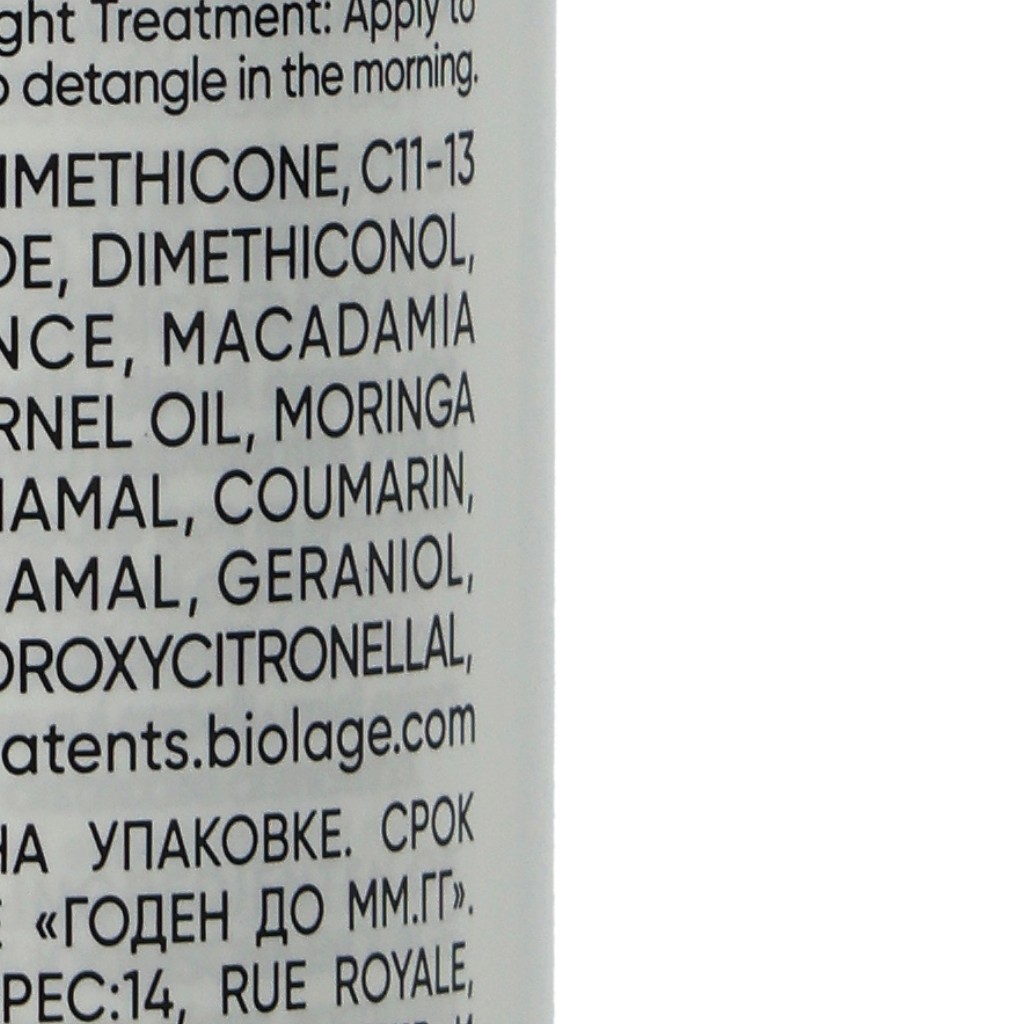 ght Treatment: Apply to
o detangle in the morning.
IMETHICONE, C11-13
DE, DIMETHICONOL,
NCE, MACADAMIA
RNEL OIL, MORINGA
NAMAL, COUMARIN,
AMAL, GERANIOL,
DROXYCITRONELLAL,
atents.biolage.com
НА УПАКОВКЕ. СРОК
Е «ГОДЕН ДО ММ.ГГ».
РЕС:14, RUE ROYALE,